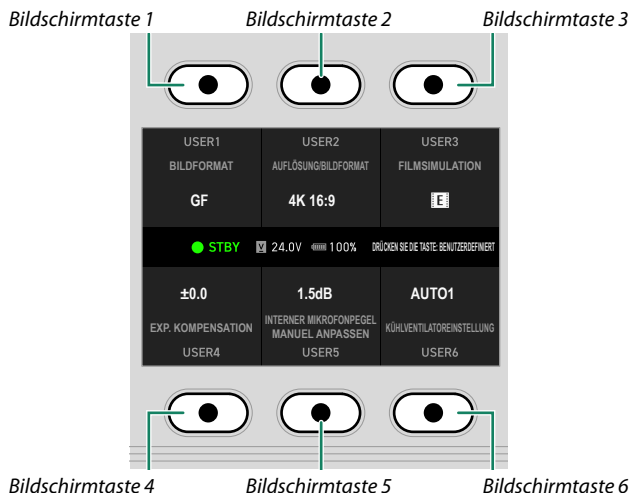 Bildschirmtaste 1 Bildschirmtaste 2 Bildschirmtaste 3
USER1 USER2 USER3
BILDFORMAT AUFLÖSUNG/BILDFORMAT FILMSIMULATION
GF 4K 16:9 E
STBY V 24.0V 100% DRÜCKEN SIE DIE TASTE: BENUTZERDEFINIERT
±0.0 1.5dB AUTO1
EXP. KOMPENSATION INTERNER MIKROFONPEGEL KÜHLVENTILATOREINSTELLUNG
MANUEL ANPASSEN
USER4 USER5 USER6
Bildschirmtaste 4 Bildschirmtaste 5 Bildschirmtaste 6